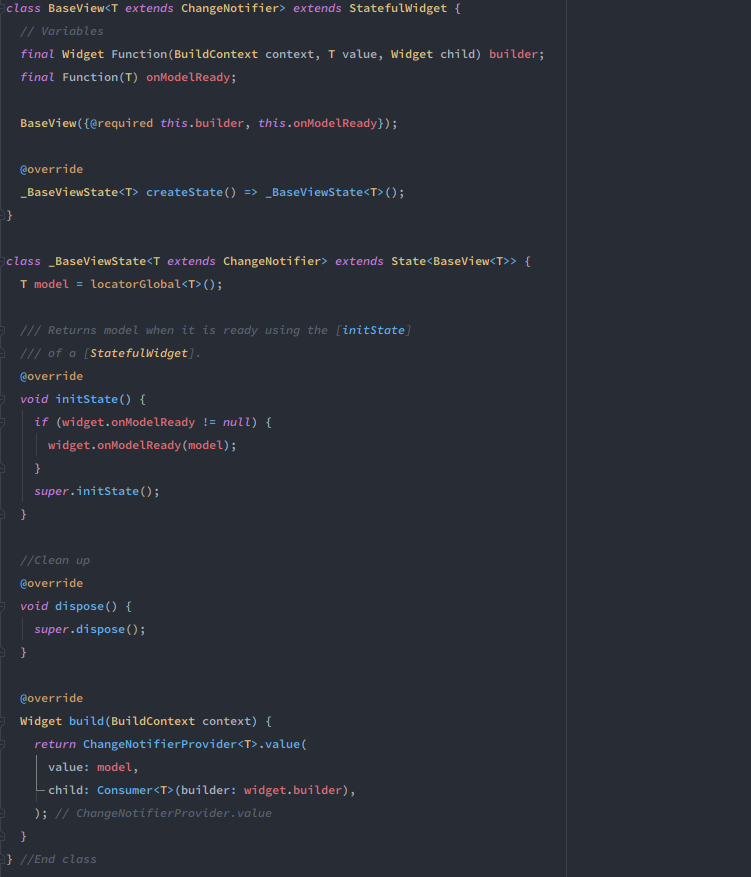 class BaseView<T extends ChangeNotifier> extends StatefulWidget {
// Variables
final Widget Function(BuildContext context, T value, Widget child) builder;
final Function(T) onModelReady;
BaseView({@required this.builder, this.onModelReady});
@override
_BaseViewState<T> createState() => _BaseViewState<T>();
}
class _BaseViewState<T extends ChangeNotifier> extends State<BaseView<T>> {
T model = locatorGlobal<T>();
/// Returns model when it is ready using the [initState]
/// of a [StatefulWidget].
@override
void initState() {
if (widget.onModelReady != null) {
widget.onModelReady(model);
}
super.initState();
}
//Clean up
@override
void dispose() {
super.dispose();
}
@override
Widget build(BuildContext context) {
return ChangeNotifierProvider<T>.value(
value: model,
child: Consumer<T>(builder: widget.builder),
); // ChangeNotifierProvider.value
}
} //End class